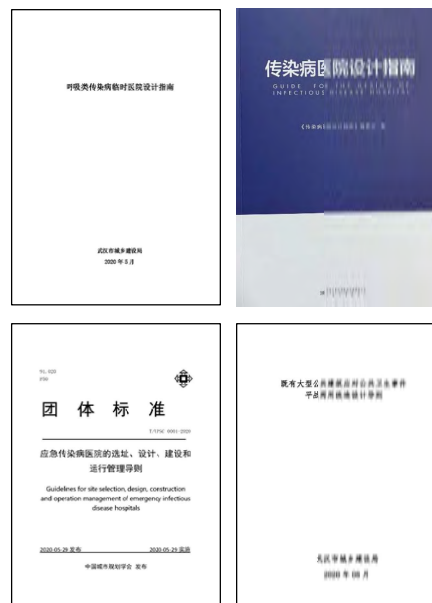 呼吸类传染病临时医院设计指南
武汉市城乡建设局
2020 年 5 月
传染病医院设计指南
GUIDE FOR THE DESIGN OF
INFECTIOUS DISEASE HOSPITAL
团 体 标 准
T/UPSC 0001-2020
应急传染病医院的选址、设计、建设和
运行管理导则
Guidelines for site selection, design, construction
and operation management of emergency infectious
disease hospitals
2020-05-29 发布
2020-05-29 实施
中国城市规划学会 发布
既有大型公共建筑应对公共卫生事件
平战两用改造设计导则
武汉市城乡建设局